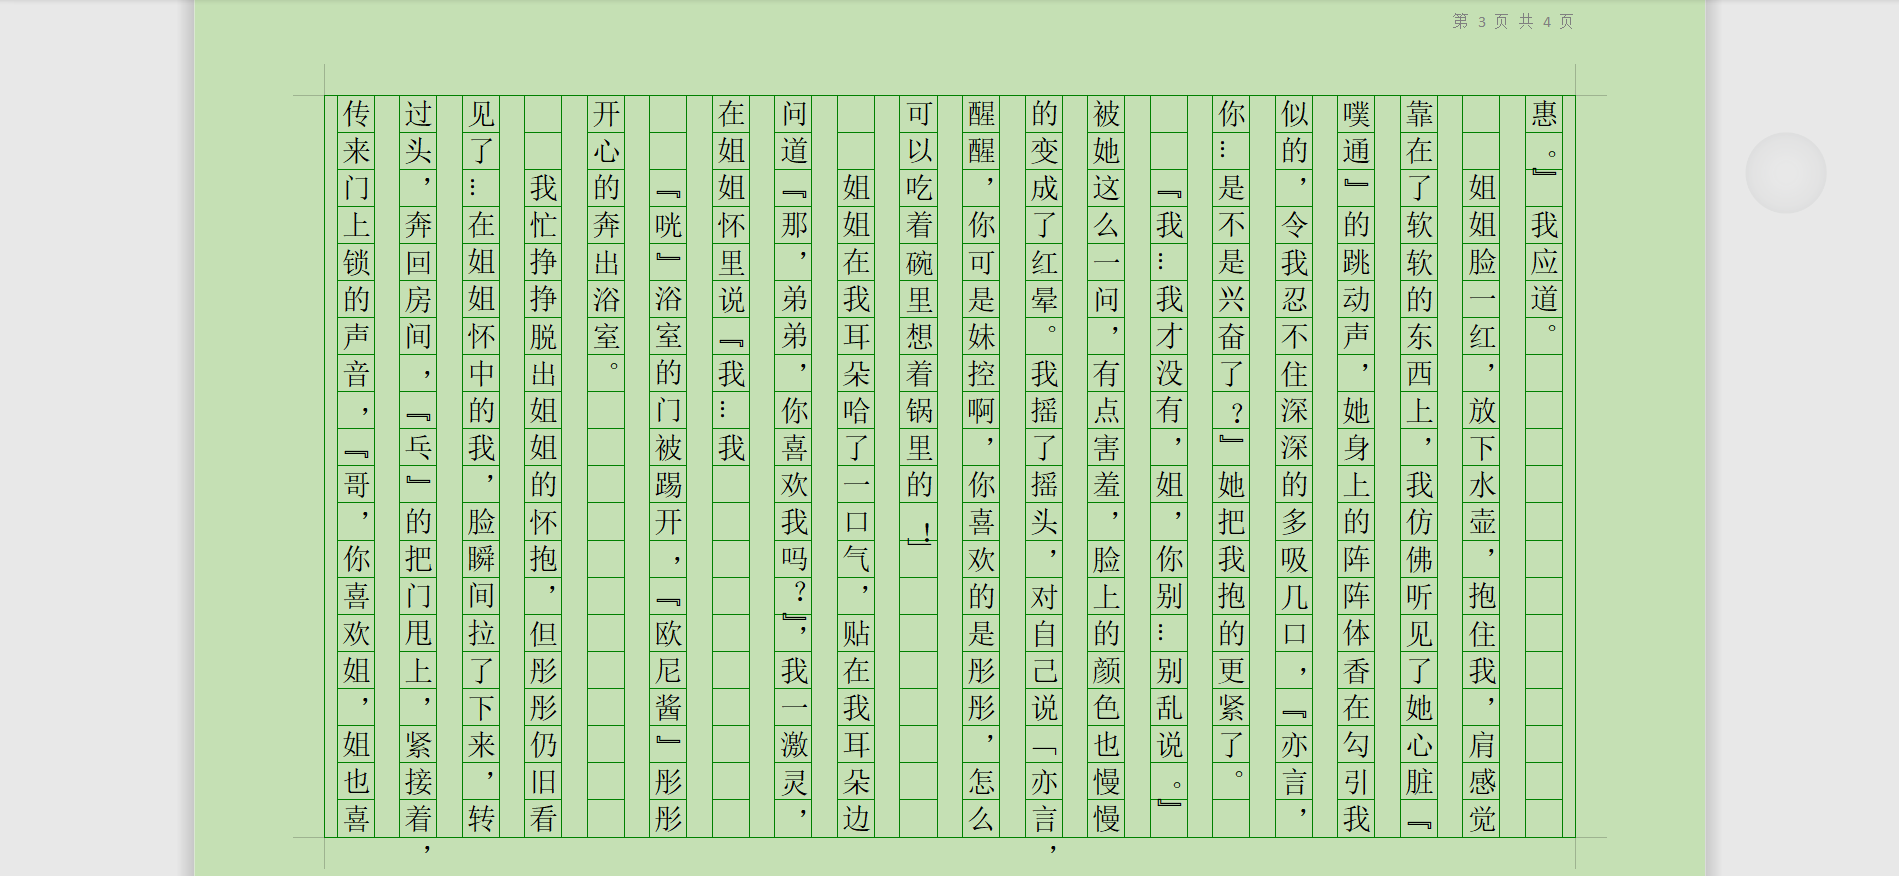 第 3 页 共 4 页
惠。』我应道。
姐姐脸一红，放下水壶，抱住我，肩感觉
靠在了软软的东西上，我仿佛听见了她心脏『
噗通』的跳动声，她身上的阵阵体香在勾引我
似的，令我忍不住深深的多吸几口，『亦言，
你…是不是兴奋了？』她把我抱的更紧了。
『我…我才没有，姐，你别…别乱说。』
被她这么一问，有点害羞，脸上的颜色也慢慢
的变成了红晕。我摇了摇头，对自己说「亦言，
醒醒，你可是妹控啊，你喜欢的是彤彤，怎么
可以吃着碗里想着锅里的！」
姐姐在我耳朵哈了一口气，贴在我耳朵边
问道『那，弟弟，你喜欢我吗？』，我一激灵，
在姐姐怀里说『我…我
『咣』浴室的门被踢开，『欧尼酱』彤彤
开心的奔出浴室。
我忙挣挣脱出姐姐的怀抱，但彤彤仍旧看
见了…在姐姐怀中的我，脸瞬间拉了下来，转
过头，奔回房间，『乓』的把门甩上，紧接着，
传来门上锁的声音，『哥，你喜欢姐，姐也喜